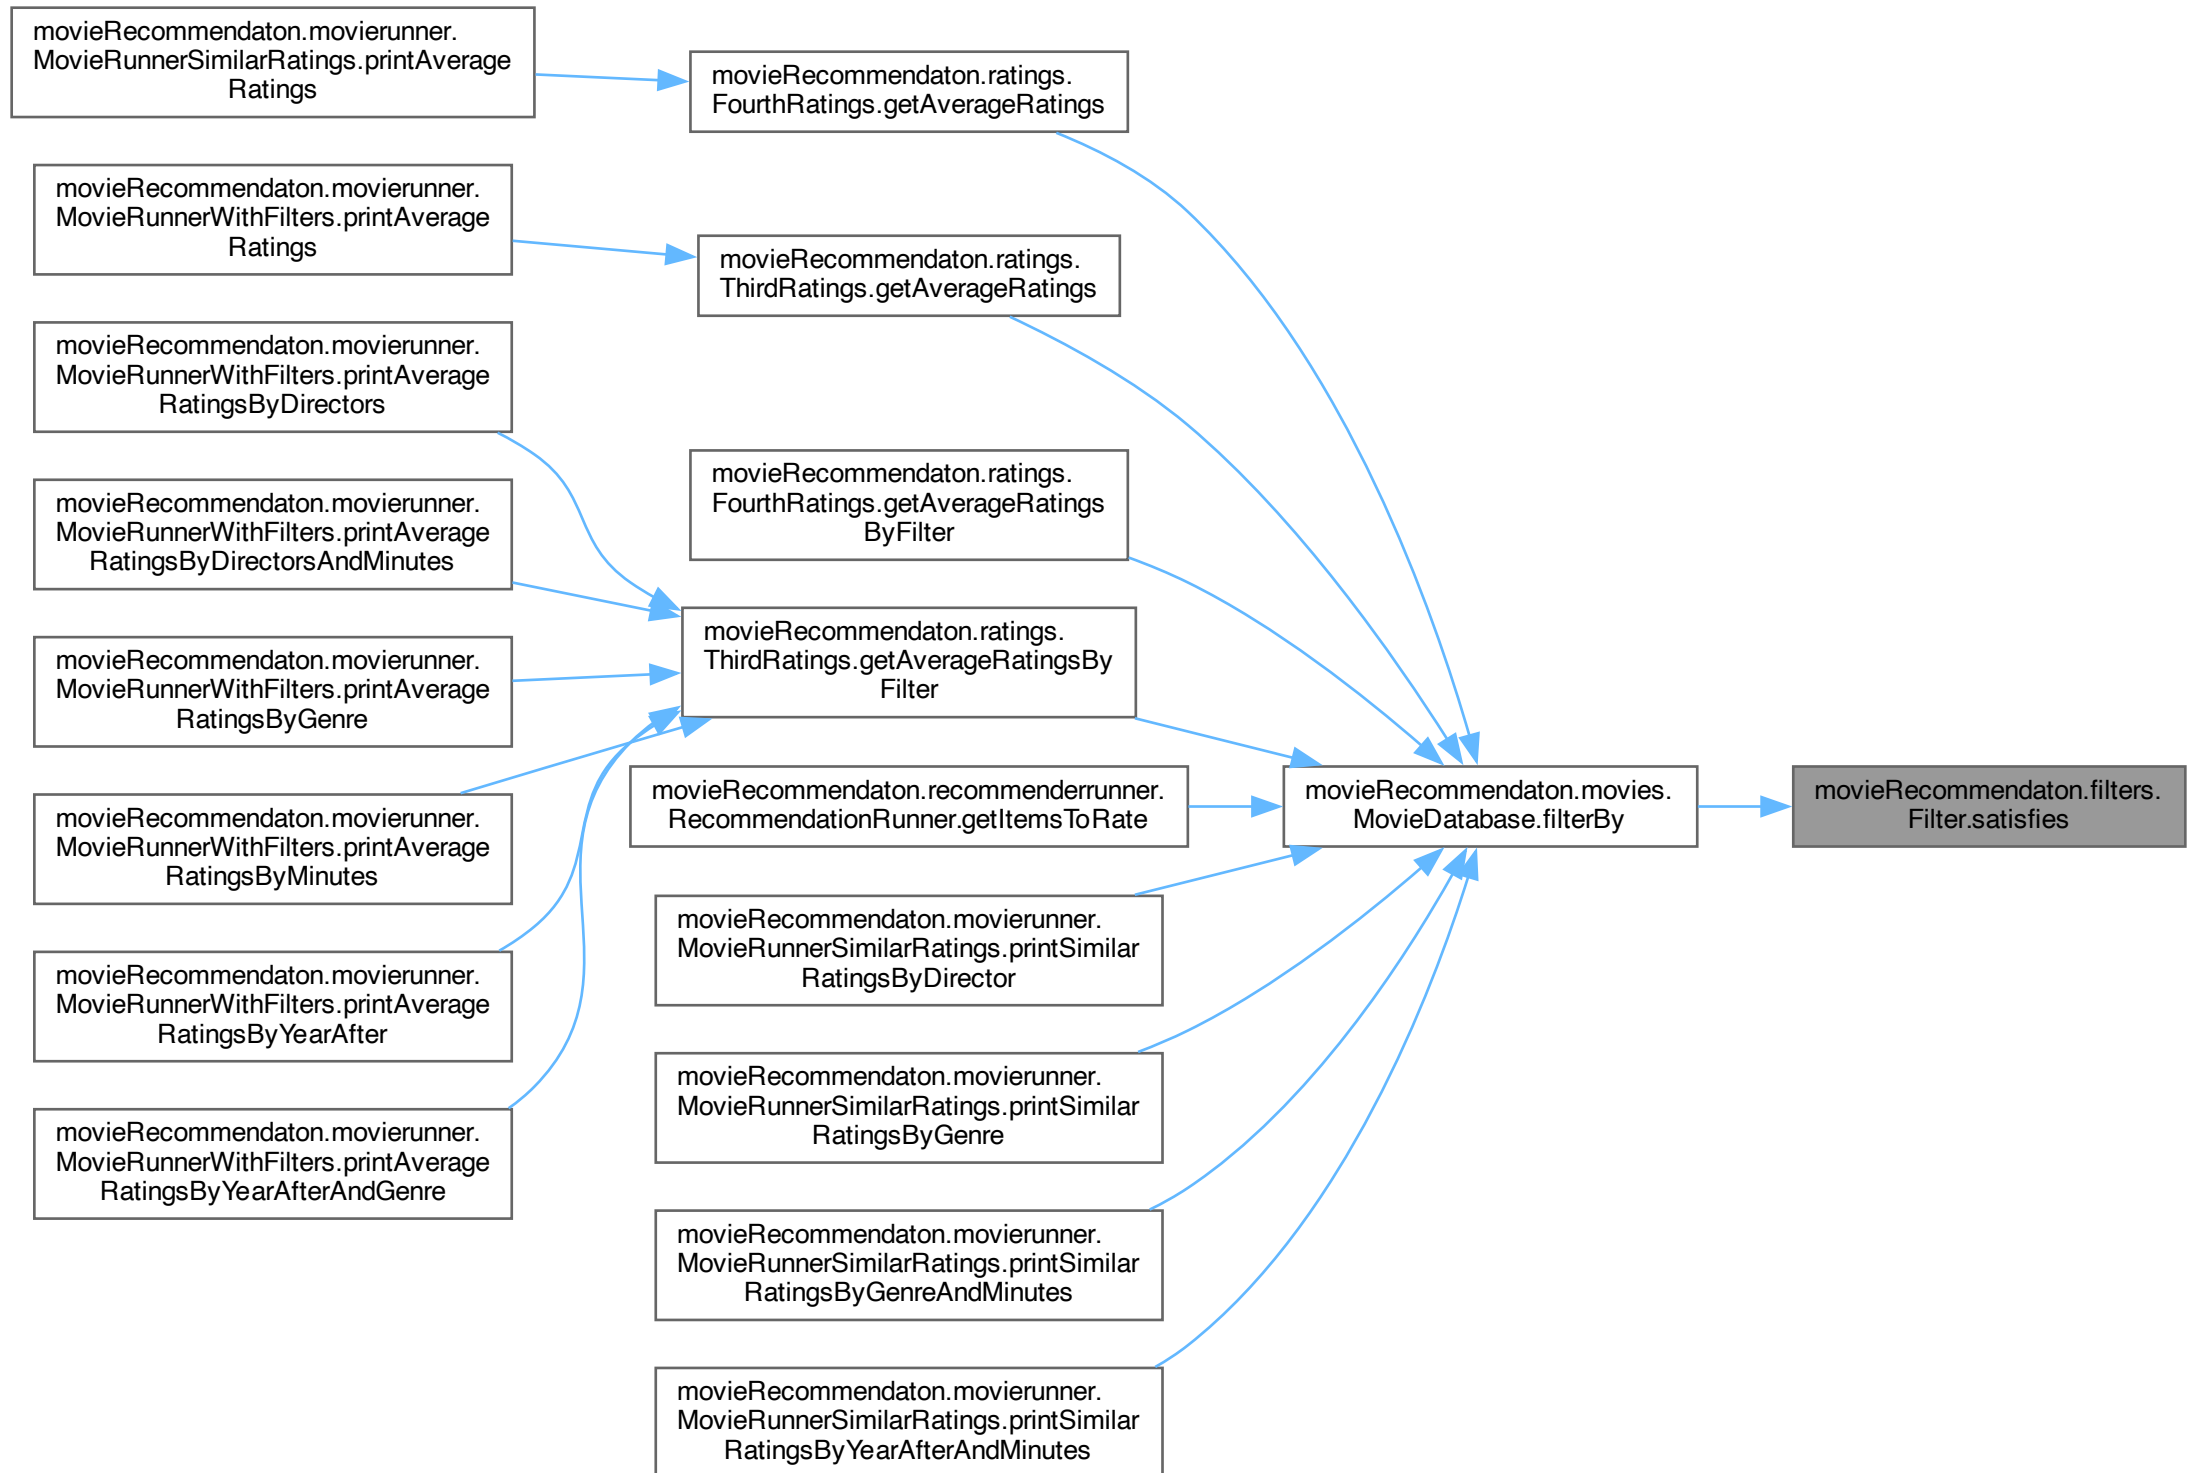 movieRecommendaton.movierunner.
MovieRunnerSimilarRatings.printAverage
Ratings
movieRecommendaton.movierunner.
MovieRunnerWithFilters.printAverage
Ratings
movieRecommendaton.movierunner.
MovieRunnerWithFilters.printAverage
RatingsByDirectors
movieRecommendaton.movierunner.
MovieRunnerWithFilters.printAverage
RatingsByDirectorsAndMinutes
movieRecommendaton.movierunner.
MovieRunnerWithFilters.printAverage
RatingsByGenre
movieRecommendaton.movierunner.
MovieRunnerWithFilters.printAverage
RatingsByMinutes
movieRecommendaton.movierunner.
MovieRunnerWithFilters.printAverage
RatingsByYearAfter
movieRecommendaton.movierunner.
MovieRunnerWithFilters.printAverage
RatingsByYearAfterAndGenre
movieRecommendaton.ratings.
FourthRatings.getAverageRatings
movieRecommendaton.ratings.
ThirdRatings.getAverageRatings
movieRecommendaton.ratings.
FourthRatings.getAverageRatings
ByFilter
movieRecommendaton.ratings.
ThirdRatings.getAverageRatingsBy
Filter
movieRecommendaton.recommenderrunner.
RecommendationRunner.getItemsToRate
movieRecommendaton.movierunner.
MovieRunnerSimilarRatings.printSimilar
RatingsByDirector
movieRecommendaton.movierunner.
MovieRunnerSimilarRatings.printSimilar
RatingsByGenre
movieRecommendaton.movierunner.
MovieRunnerSimilarRatings.printSimilar
RatingsByGenreAndMinutes
movieRecommendaton.movierunner.
MovieRunnerSimilarRatings.printSimilar
RatingsByYearAfterAndMinutes
movieRecommendaton.movies.
MovieDatabase.filterBy
movieRecommendaton.filters.
Filter.satisfies